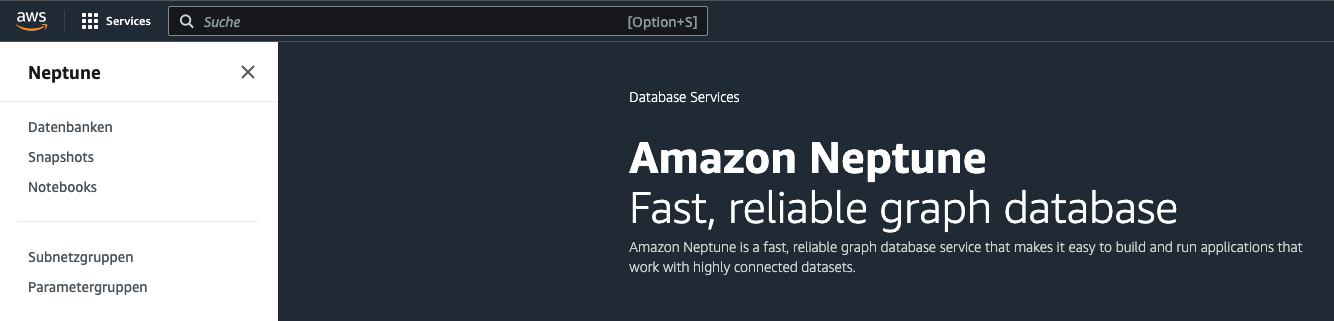 aws
Services
Suche
[Option+S]
Neptune
Datenbanken
Snapshots
Notebooks
Subnetzgruppen
Parametergruppen
Database Services
Amazon Neptune
Fast, reliable graph database
Amazon Neptune is a fast, reliable graph database service that makes it easy to build and run applications that
work with highly connected datasets.